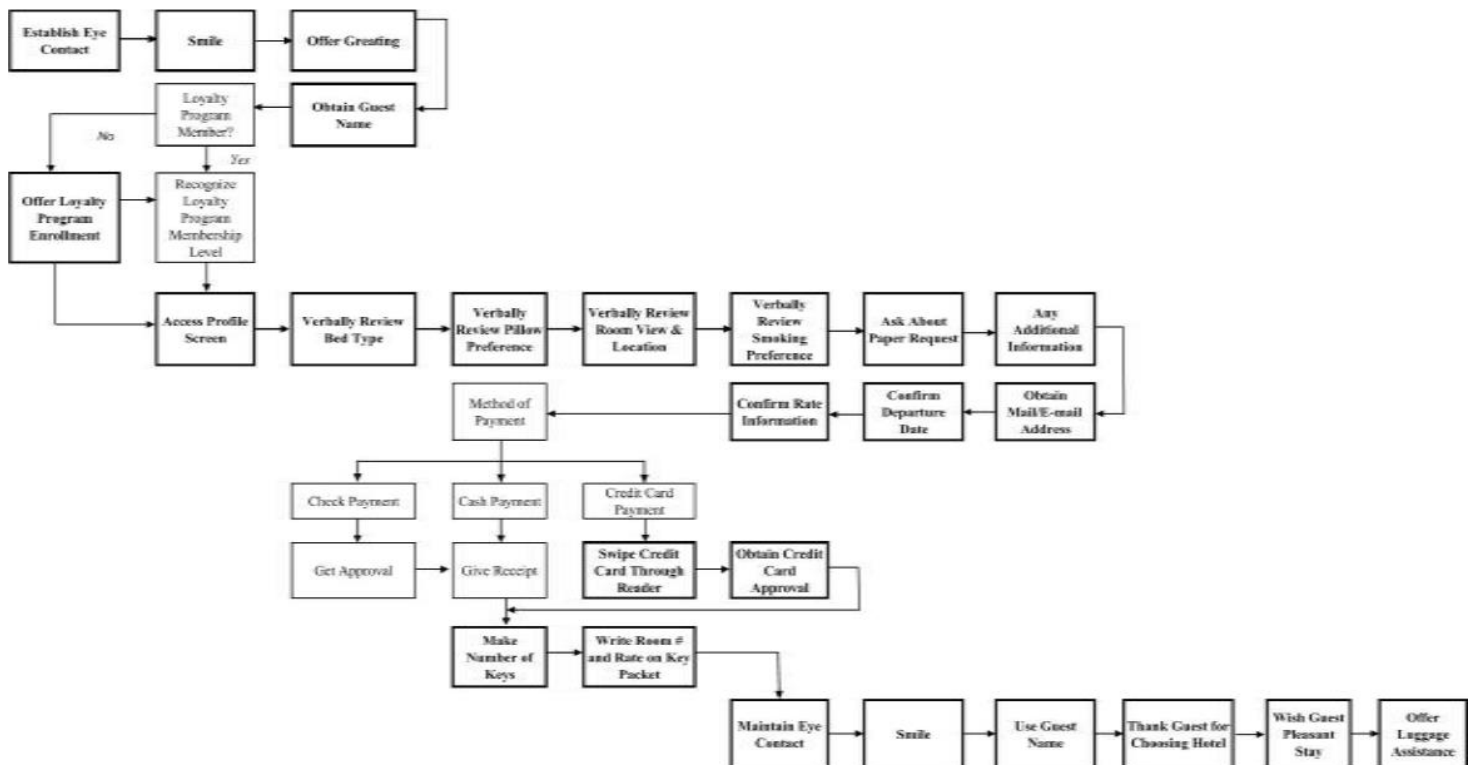 Establish Eye
Contact
Smile
Offer Greating
Loyalty
Program
Member?
Obtain Guest
Name
No
Yes
Offer Loyalty
Program
Enrollment
Recognize
Loyalty
Program
Membership
Level
Access Profile
Screen
Verbally Review
Bed Type
Verbally
Review Pillow
Preference
Verbally Review
Room View &
Location
Verbally
Review
Smoking
Preference
Ask About
Paper Request
Any
Additional
Information
Method of
Payment
Confirm Rate
Information
Confirm
Departure
Date
Obtain
Mail/E-mail
Address
Check Payment
Cash Payment
Credit Card
Payment
Get Approval
Give Receipt
Swipe Credit
Card Through
Reader
Obtain Credit
Card
Approval
Make
Number of
Keys
Write Room #
and Rate on Key
Packet
Maintain Eye
Contact
Smile
Use Guest
Name
Thank Guest for
Choosing Hotel
Wish Guest
Pleasant
Stay
Offer
Luggage
Assistance